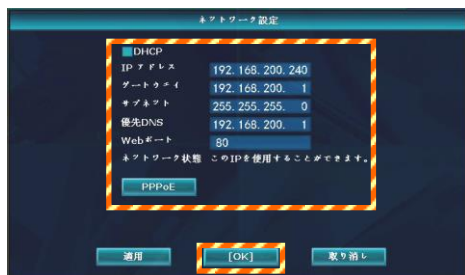 ネットワーク設定
DHCP
IP アドレス 192.168.200.240
ゲートウェイ 192.168.200. 1
サブネット 255.255.255. 0
優先DNS 192.168.200. 1
Webポート 80
ネットワーク状態 このIPを使用することができます。
PPPoE
適用 [OK] 取り消し